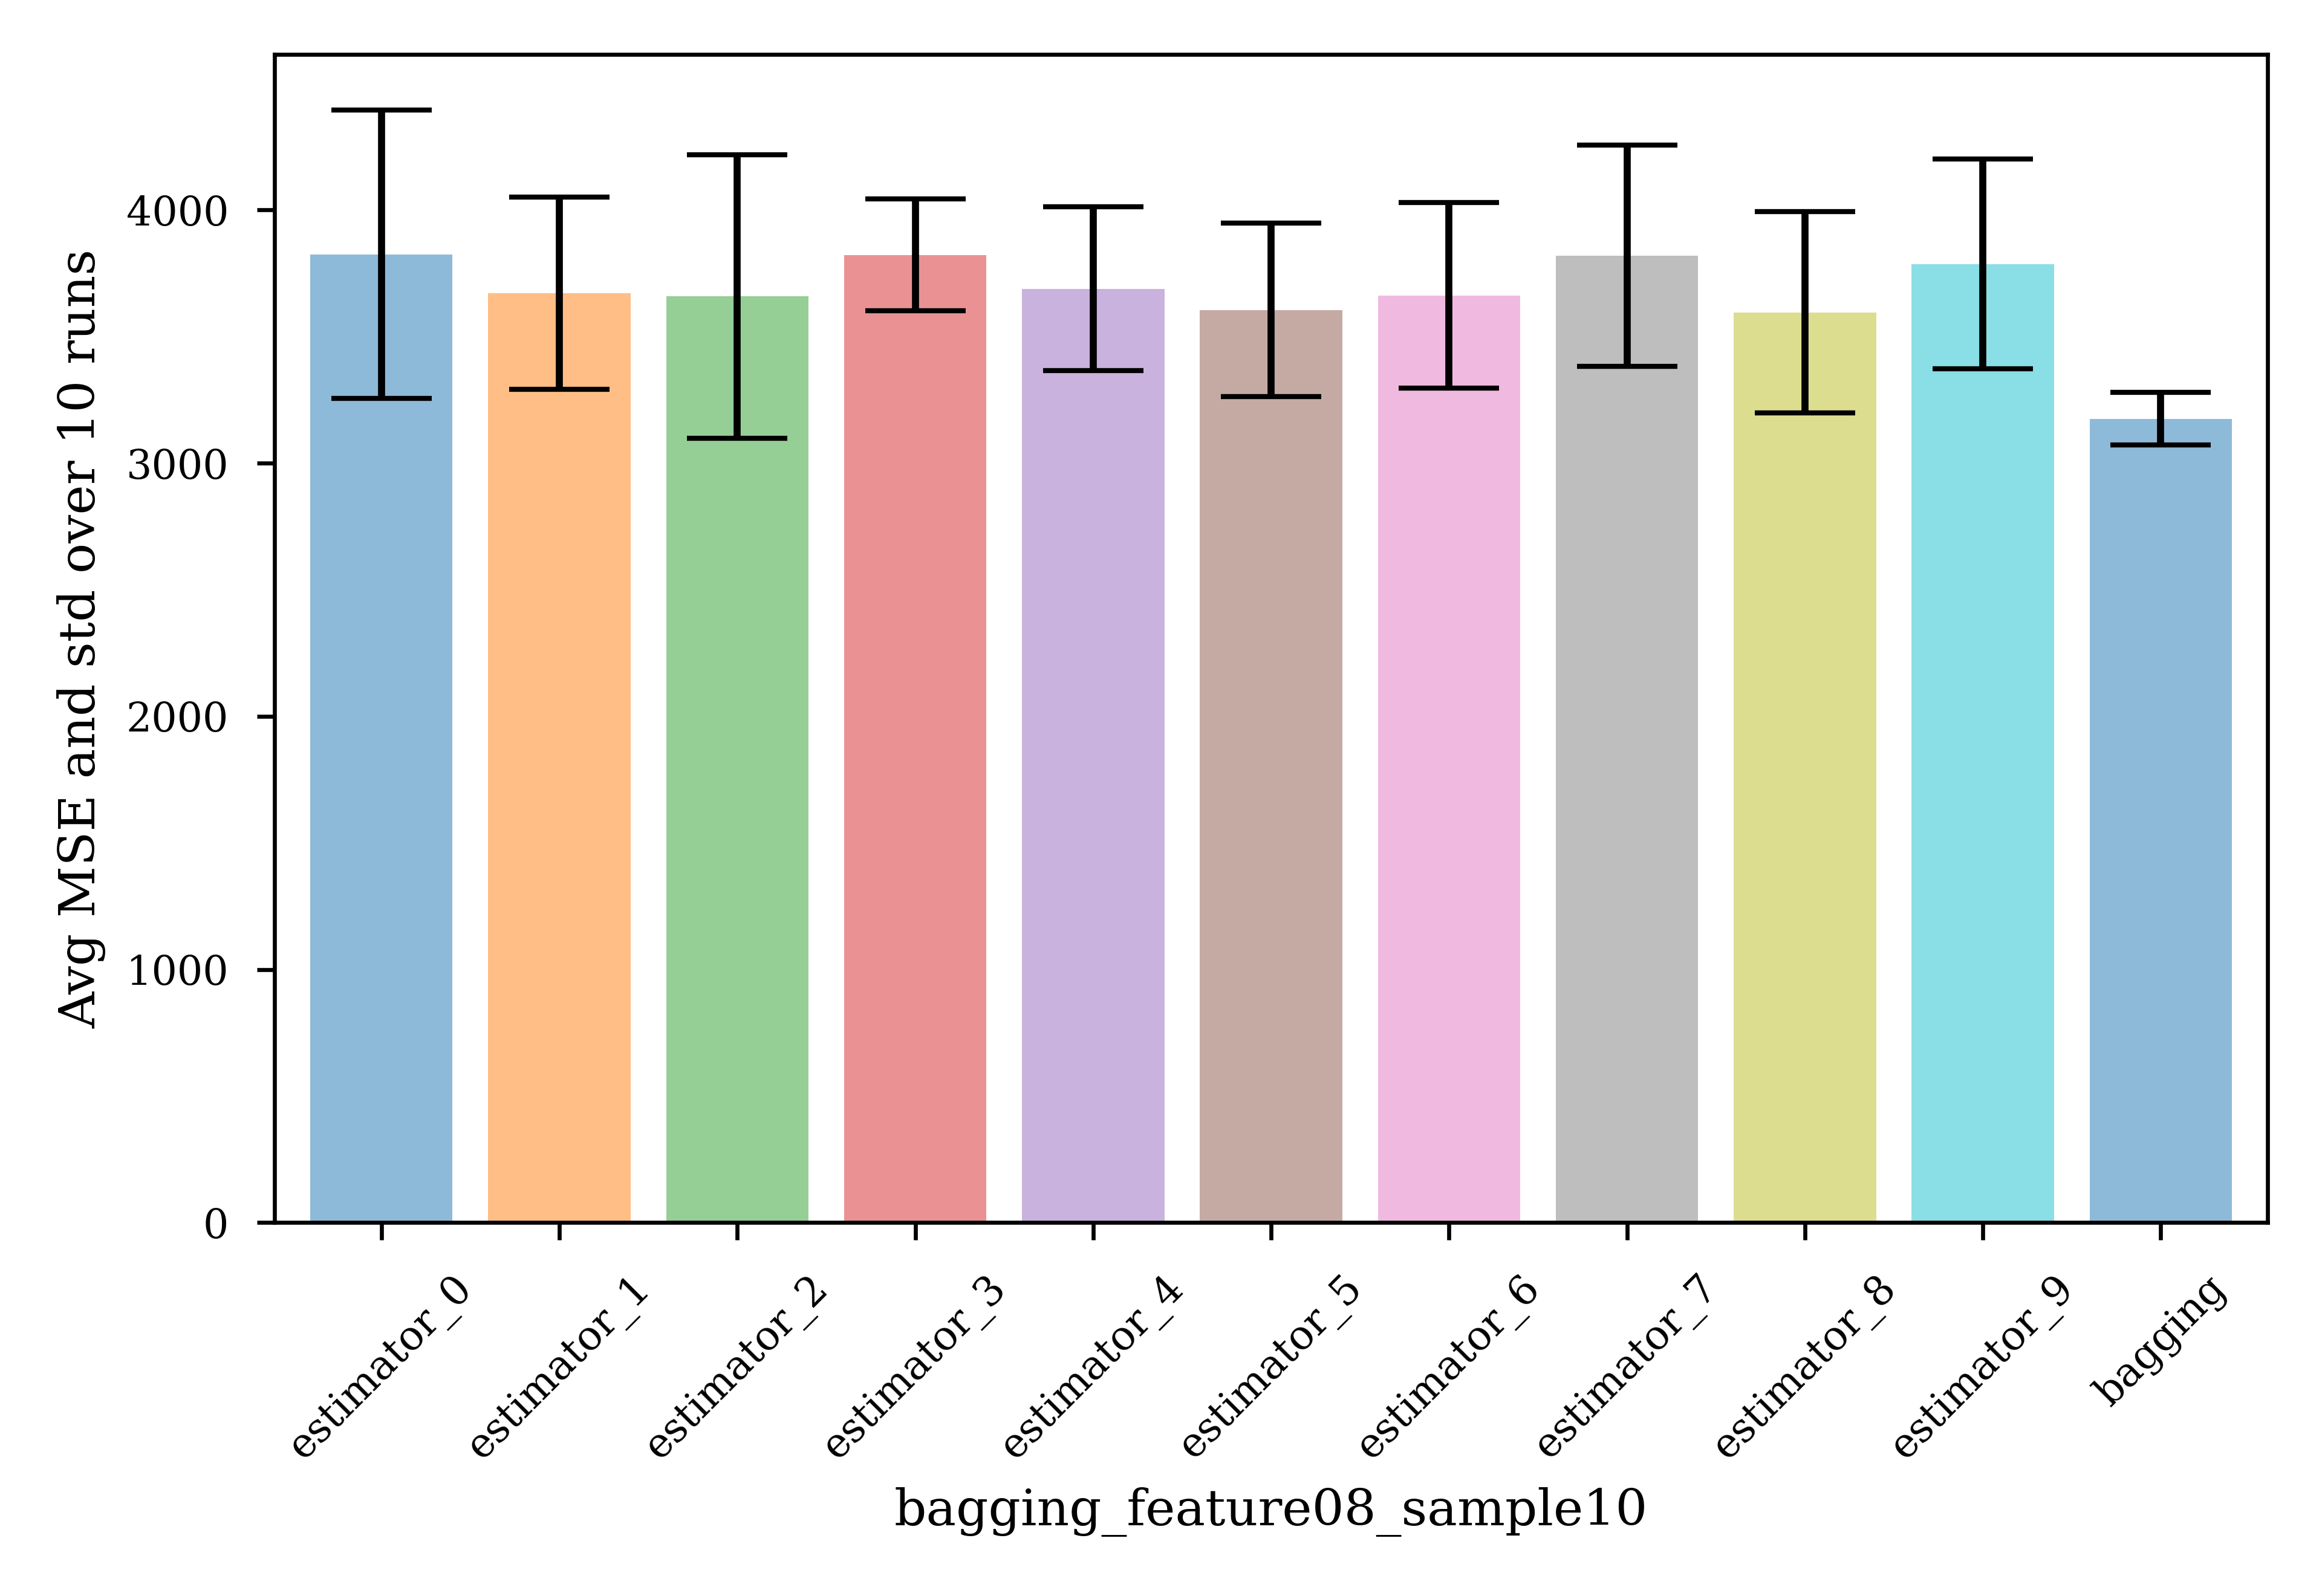 Avg MSE and std over 10 runs
4000
3000
2000
1000
0
estimator_0
estimator_1
estimator_2
estimator_3
estimator_4
estimator_5
estimator_6
estimator_7
estimator_8
estimator_9
bagging
bagging_feature08_sample10